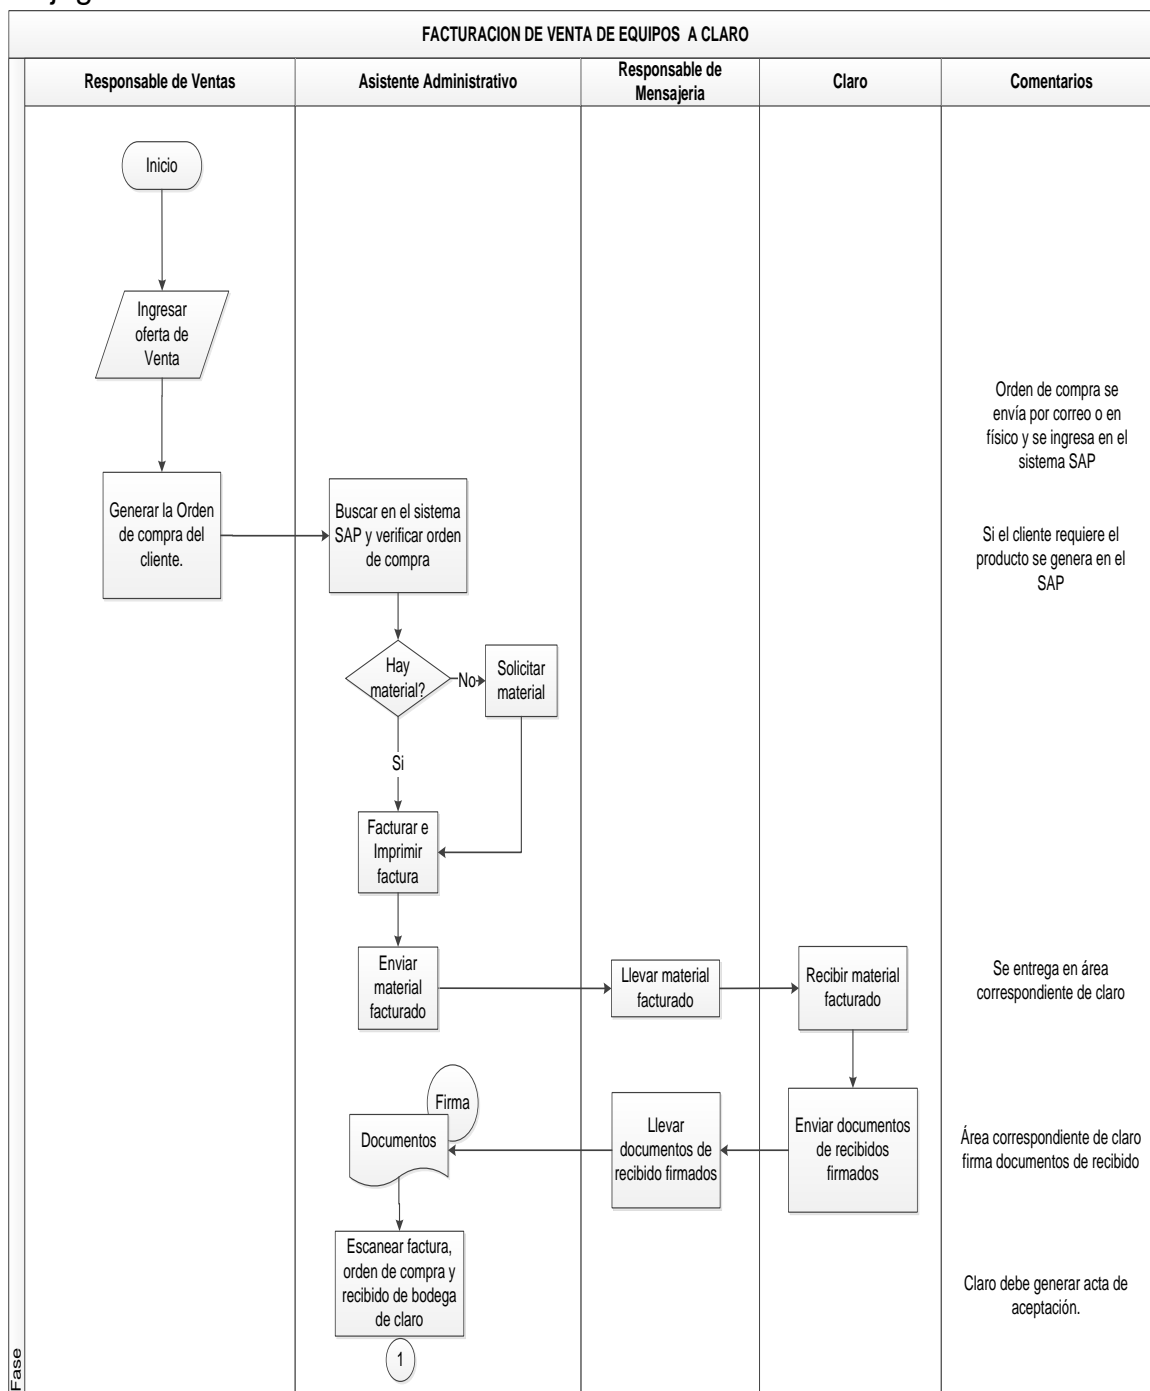 FACTURACION DE VENTA DE EQUIPOS A CLARO
Responsable de Ventas
Asistente Administrativo
Responsable de
Mensajeria
Claro
Comentarios
Inicio
Ingresar
oferta de
Venta
Orden de compra se
envía por correo o en
físico y se ingresa en el
sistema SAP
Generar la Orden
de compra del
cliente.
Buscar en el sistema
SAP y verificar orden
de compra
Si el cliente requiere el
producto se genera en el
SAP
Hay
material?
No
Solicitar
material
Si
Facturar e
Imprimir
factura
Enviar
material
facturado
Llevar material
facturado
Recibir material
facturado
Se entrega en área
correspondiente de claro
Firma
Documentos
Llevar
documentos de
recibido firmados
Enviar documentos
de recibidos
firmados
Área correspondiente de claro
firma documentos de recibido
Escanear factura,
orden de compra y
recibido de bodega
de claro
Claro debe generar acta de
aceptación.
1
Fase